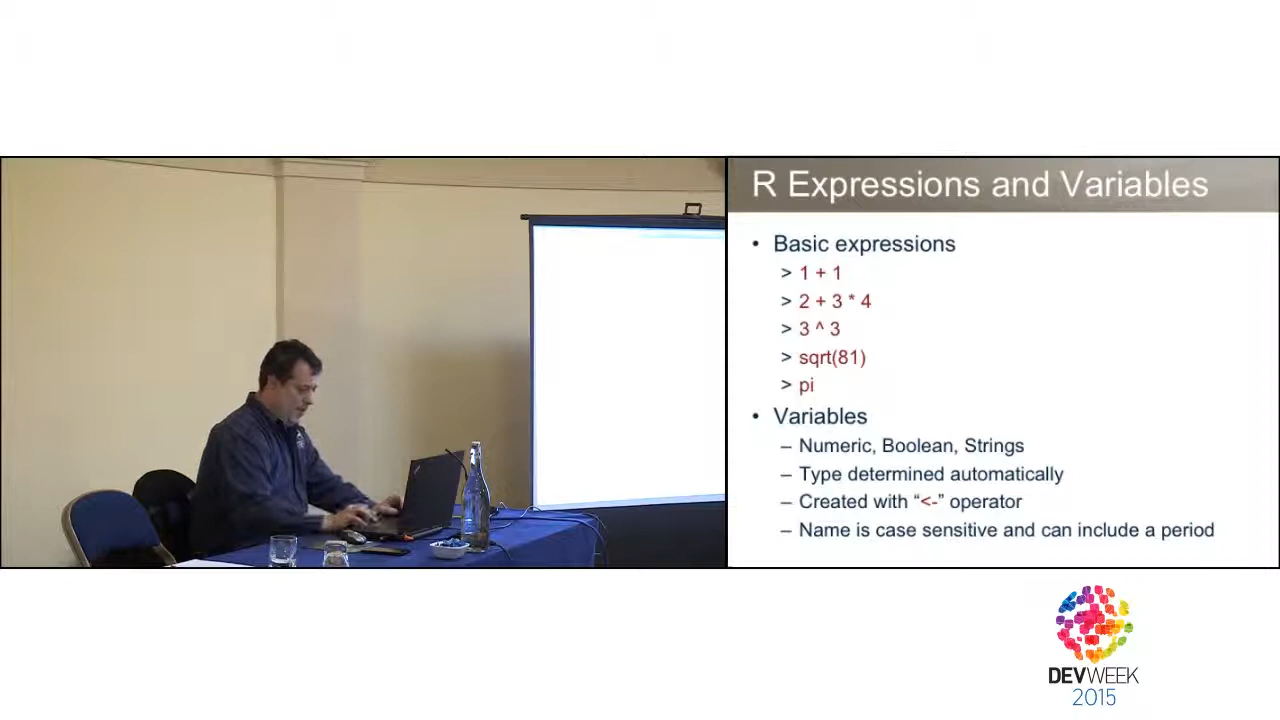 R Expressions and Variables
• Basic expressions
> 1 + 1
> 2 + 3 * 4
> 3 ^ 3
> sqrt(81)
> pi
• Variables
– Numeric, Boolean, Strings
– Type determined automatically
– Created with “<-” operator
– Name is case sensitive and can include a period
DEVWEEK
2015